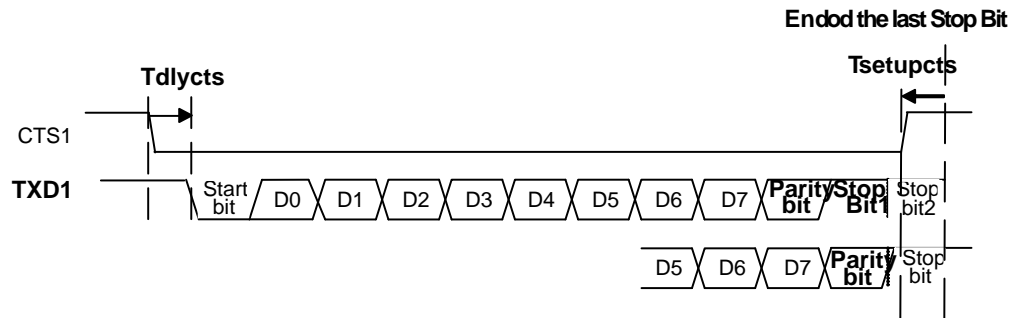 Endod the last Stop Bit
Tdlycts
Tsetupcts
CTS1
TXD1
Start bit
D0
D1
D2
D3
D4
D5
D6
D7
Parity bit
Stop Bit1
Stop bit2
D5
D6
D7
Parity bit
Stop bit